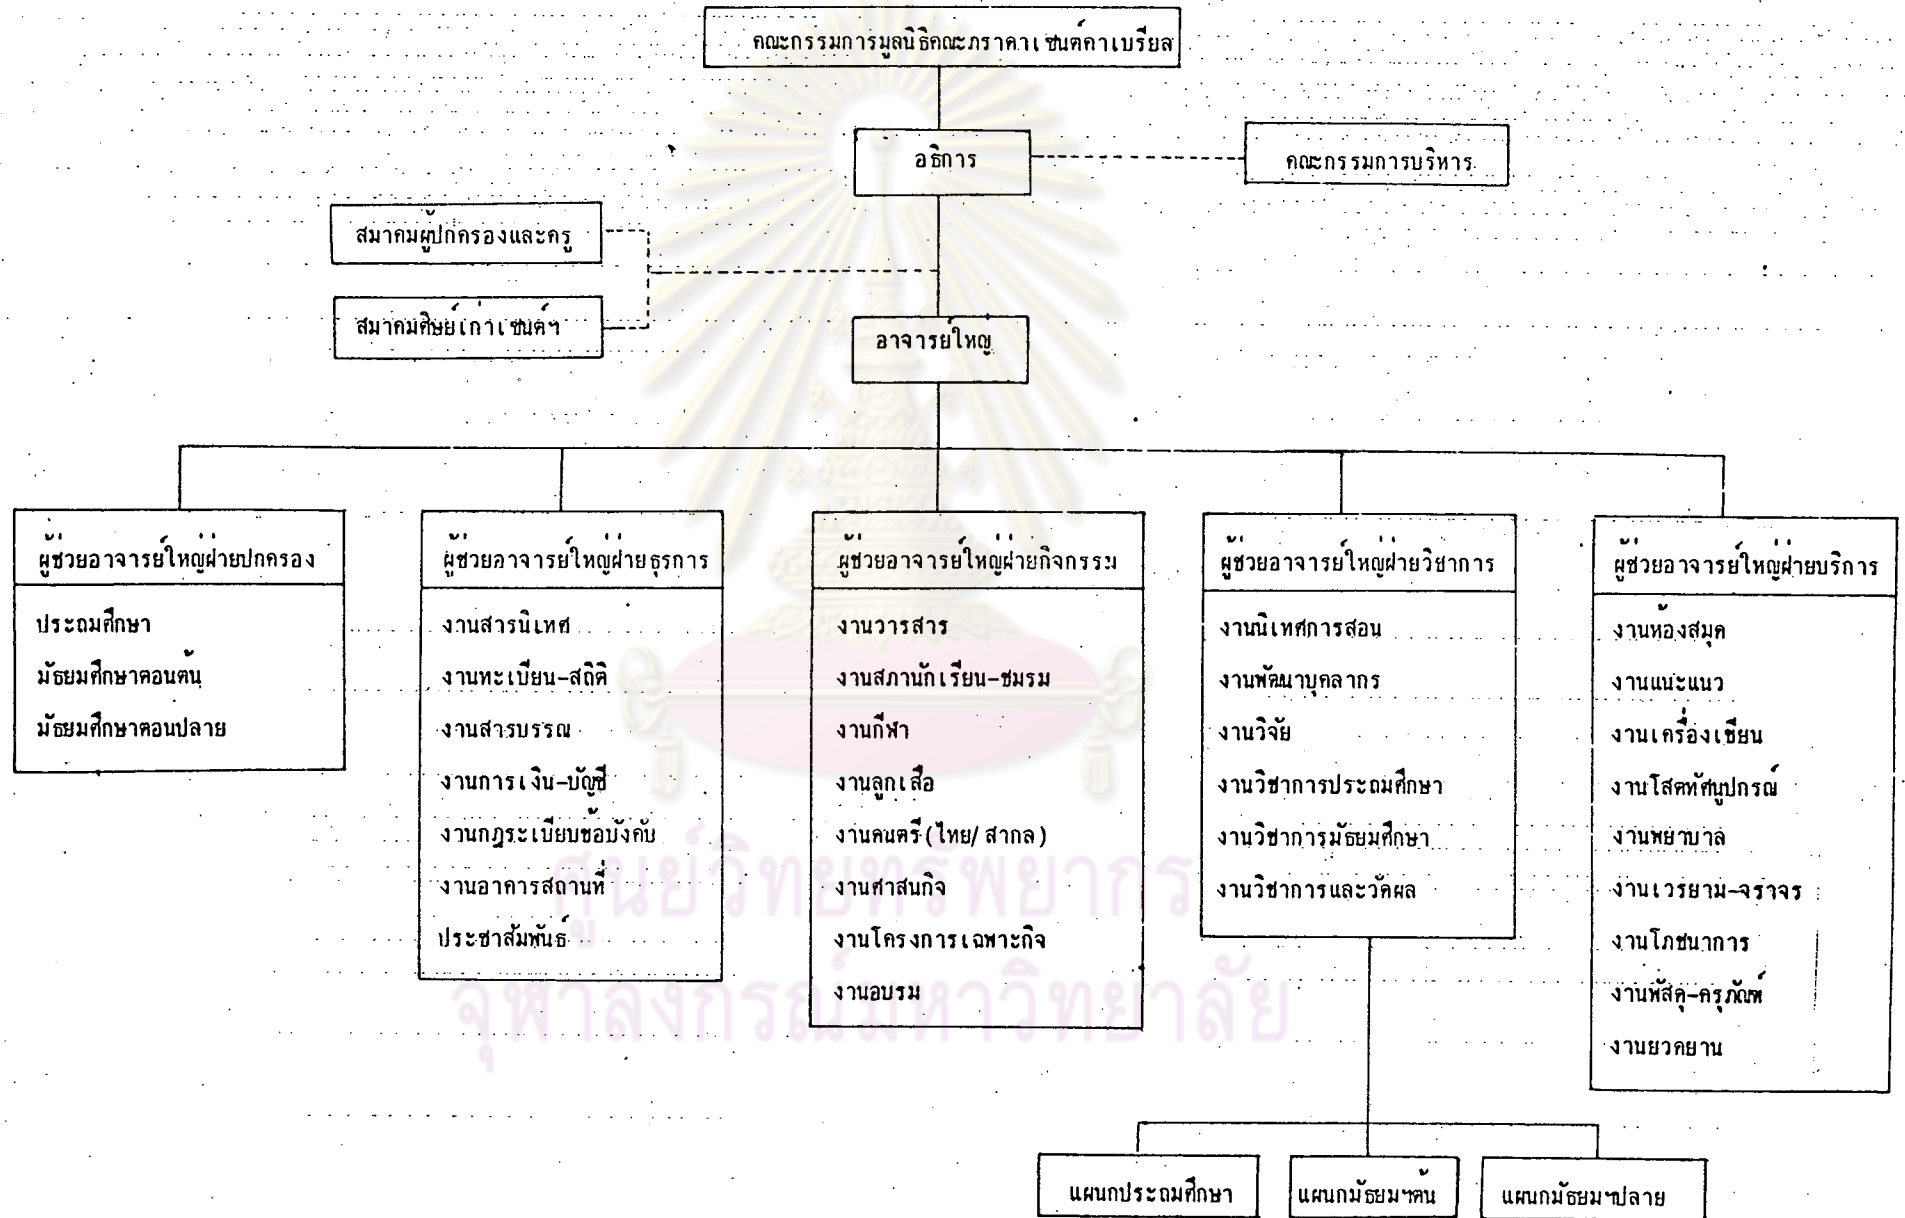 คณะกรรมการมูลนิธิคณะภราดาเซนต์คาเบรียล
อธิการ
คณะกรรมการบริหาร
สมาคมผู้ปกครองและครู
สมาคมศิษย์เก่าเซนต์ฯ
อาจารย์ใหญ่
ผู้ช่วยอาจารย์ใหญ่ฝ่ายปกครอง
ประถมศึกษา
มัธยมศึกษาตอนต้น
มัธยมศึกษาตอนปลาย
ผู้ช่วยอาจารย์ใหญ่ฝ่ายธุรการ
งานสารนิเทศ
งานทะเบียน-สถิติ
งานสารบรรณ
งานการเงิน-บัญชี
งานกฎระเบียบข้อบังคับ
งานอาคารสถานที่
ประชาสัมพันธ์
ผู้ช่วยอาจารย์ใหญ่ฝ่ายกิจกรรม
งานวารสาร
งานสภานักเรียน-ชมรม
งานกีฬา
งานลูกเสือ
งานดนตรี(ไทย/สากล)
งานศาสนกิจ
งานโครงการเฉพาะกิจ
งานอบรม
ผู้ช่วยอาจารย์ใหญ่ฝ่ายวิชาการ
งานนิเทศการสอน
งานพัฒนาบุคลากร
งานวิจัย
งานวิชาการประถมศึกษา
งานวิชาการมัธยมศึกษา
งานวิชาการและวัดผล
ผู้ช่วยอาจารย์ใหญ่ฝ่ายบริการ
งานห้องสมุด
งานแนะแนว
งานเครื่องเขียน
งานโสตทัศนูปกรณ์
งานพยาบาล
งานเวรยาม-จราจร
งานโภชนาการ
งานพัสดุ-ครุภัณฑ์
งานยวดยาน
แผนกประถมศึกษา
แผนกมัธยมฯต้น
แผนกมัธยมฯปลาย
ศูนย์วิทยทรัพยากร
จุฬาลงกรณ์มหาวิทยาลัย